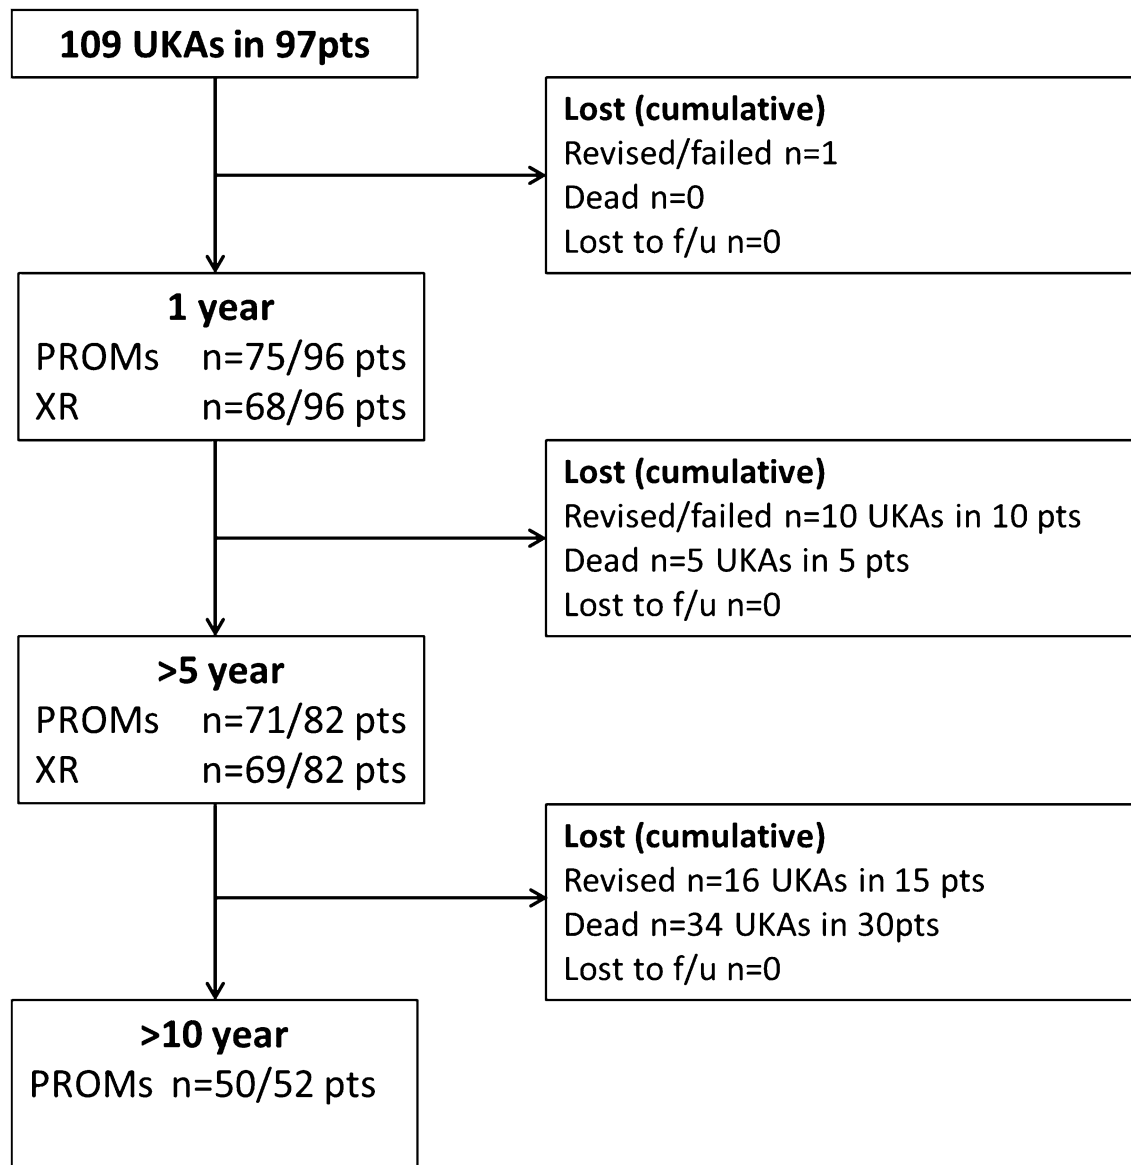 109 UKAs in 97pts
Lost (cumulative)
Revised/failed n=1
Dead n=0
Lost to f/u n=0
1 year
PROMs n=75/96 pts
XR n=68/96 pts
Lost (cumulative)
Revised/failed n=10 UKAs in 10 pts
Dead n=5 UKAs in 5 pts
Lost to f/u n=0
>5 year
PROMs n=71/82 pts
XR n=69/82 pts
Lost (cumulative)
Revised n=16 UKAs in 15 pts
Dead n=34 UKAs in 30pts
Lost to f/u n=0
>10 year
PROMs n=50/52 pts